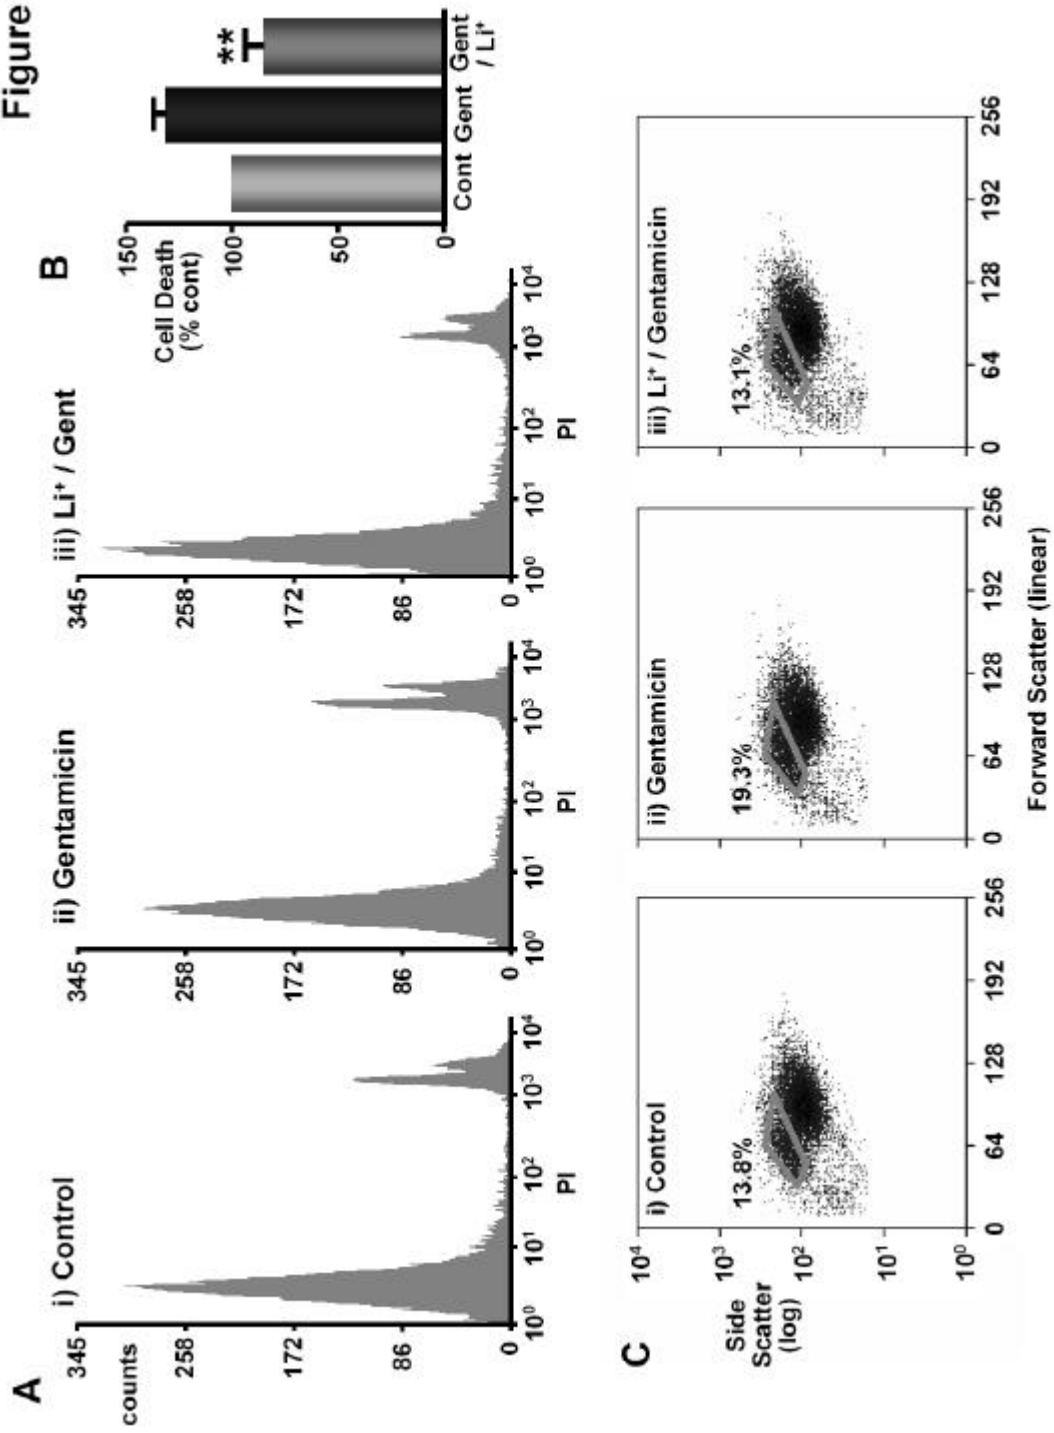 Figure
A
i) Control
345
counts
258
172
86
0
10⁰ 10¹ 10² 10³ 10⁴
PI
ii) Gentamicin
345
258
172
86
0
10⁰ 10¹ 10² 10³ 10⁴
PI
iii) Li⁺ / Gent
345
258
172
86
0
10⁰ 10¹ 10² 10³ 10⁴
PI
B
150
Cell Death
(% cont)
100
50
0
**
Cont Gent Gent
/ Li⁺
C
Side
Scatter
(log)
10⁴
10³
10²
10¹
10⁰
i) Control
13.8%
0 64 128 192 256
ii) Gentamicin
19.3%
0 64 128 192 256
iii) Li⁺ / Gentamicin
13.1%
0 64 128 192 256
Forward Scatter (linear)